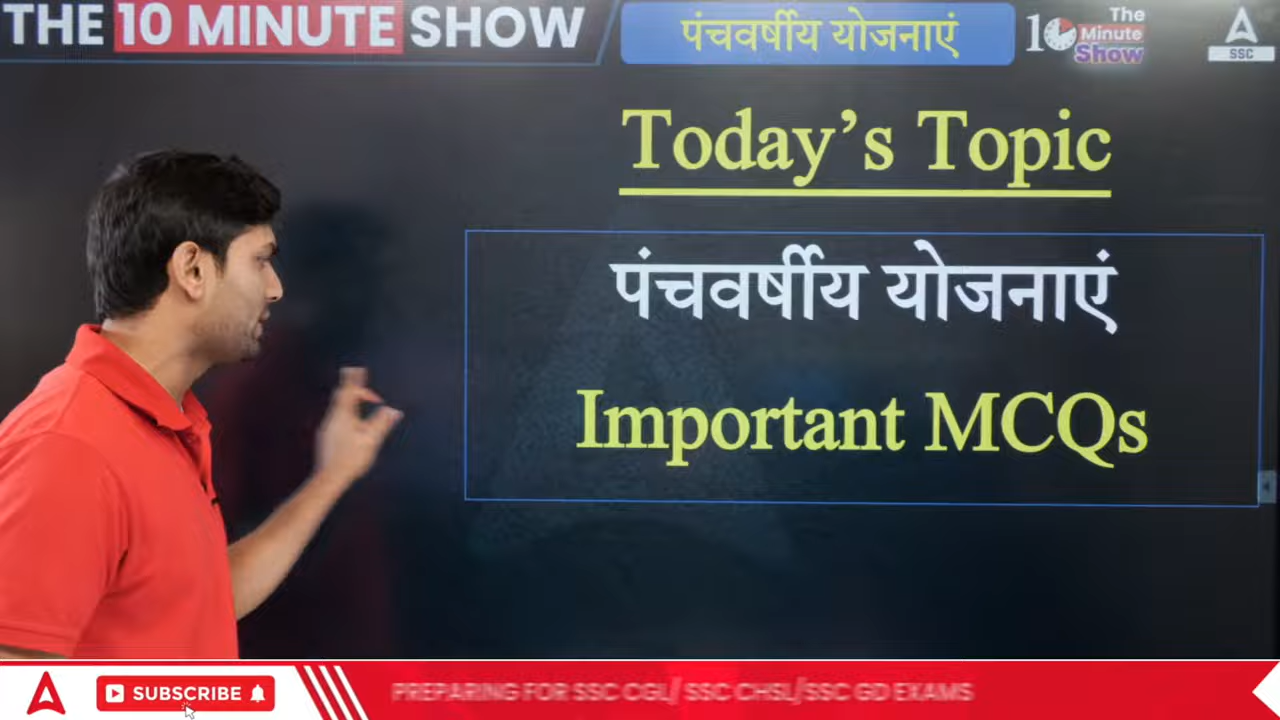 THE 10 MINUTE SHOW
पंचवर्षीय योजनाएं
10 The Minute Show
SSC
Today's Topic
पंचवर्षीय योजनाएं
Important MCQs
SUBSCRIBE
PREPARING FOR SSC CGL/ SSC CHSL/SSC GD EXAMS